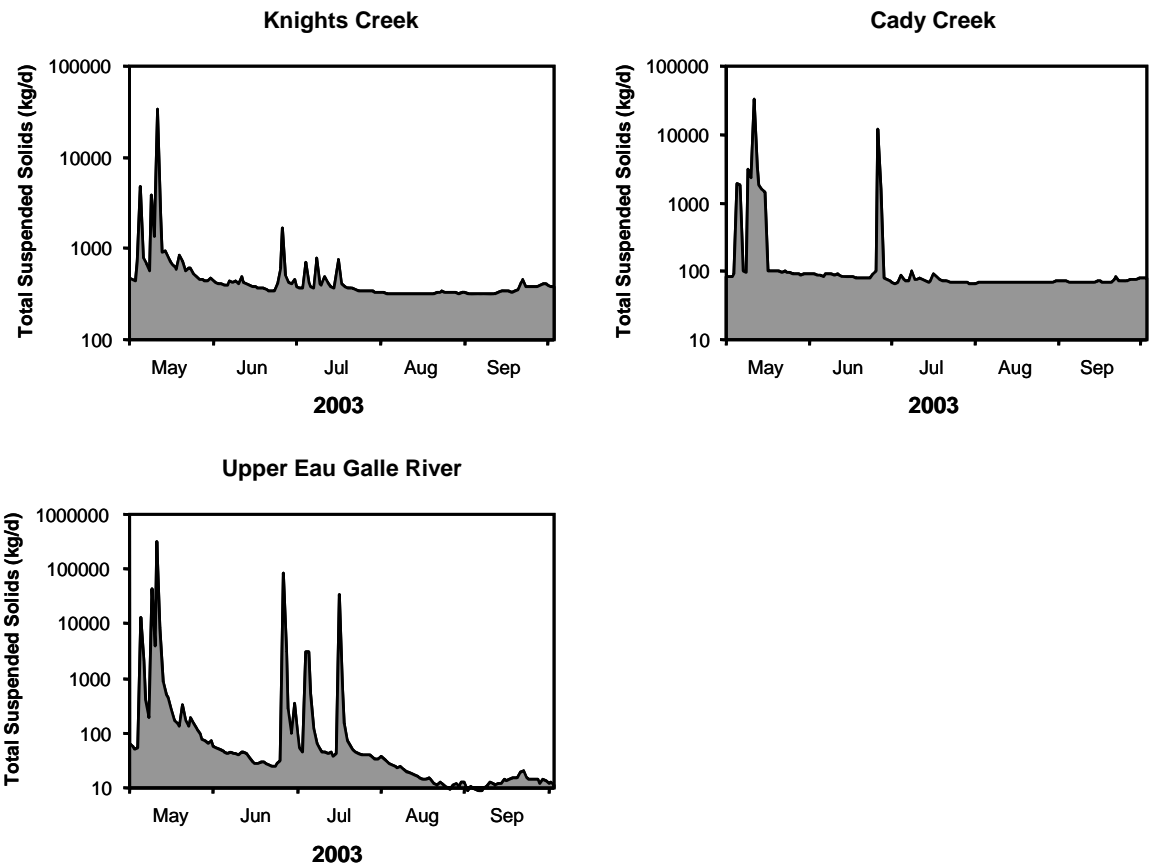 Knights Creek
Total Suspended Solids (kg/d)
100000
10000
1000
100
May Jun Jul Aug Sep
2003
Cady Creek
Total Suspended Solids (kg/d)
100000
10000
1000
100
10
May Jun Jul Aug Sep
2003
Upper Eau Galle River
Total Suspended Solids (kg/d)
1000000
100000
10000
1000
100
10
May Jun Jul Aug Sep
2003